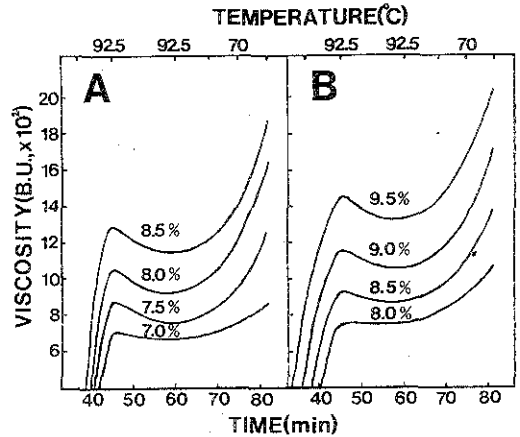 TEMPERATURE(°C)
92.5 92.5 70 92.5 92.5 70
A B
VISCOSITY(B.U.,x10²)
20
18
16
14
12
10
8
6
8.5%
8.0%
7.5%
7.0%
9.5%
9.0%
8.5%
8.0%
40 50 60 70 80 40 50 60 70 80
TIME(min)